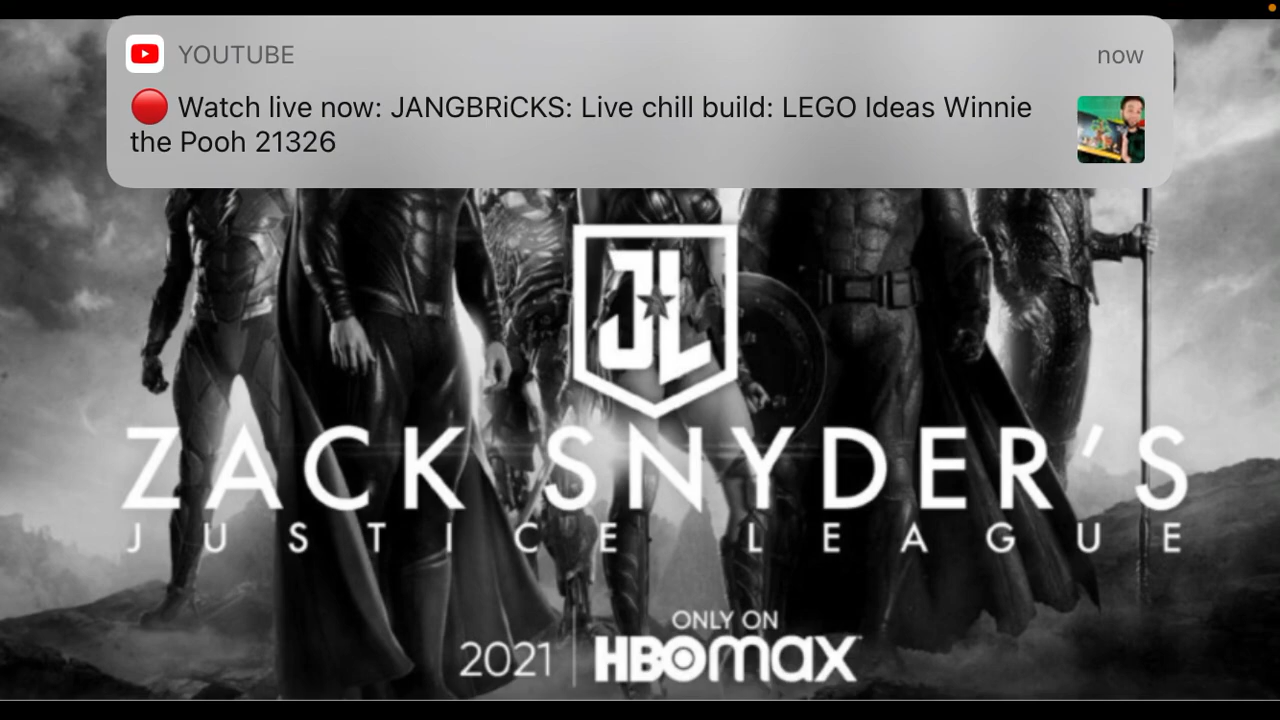 YOUTUBE
now
🔴 Watch live now: JANGBRiCKS: Live chill build: LEGO Ideas Winnie
the Pooh 21326
JL
ZACK SNYDER'S
JUSTICE LEAGUE
2021
ONLY ON
HBOmax